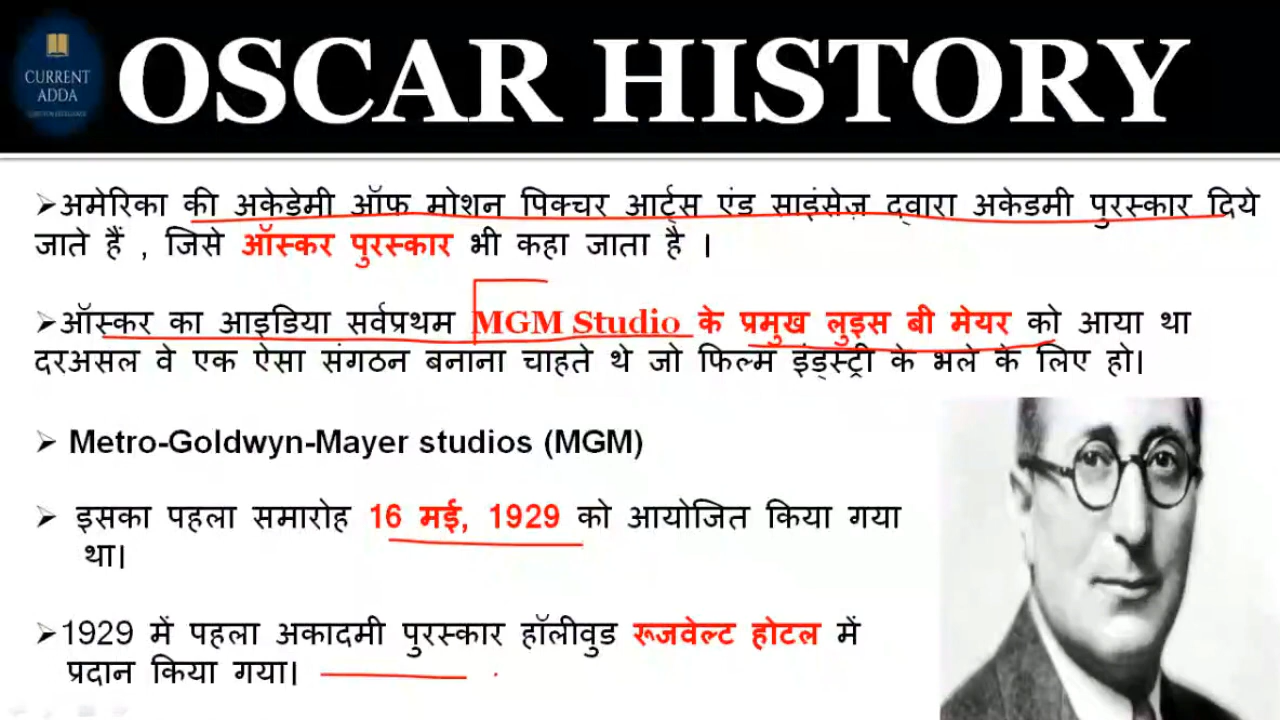 CURRENT
ADDA
OSCAR HISTORY
➢अमेरिका की अकेडेमी ऑफ मोशन पिक्चर आर्ट्स एंड साइंसेज़ द्वारा अकेडमी पुरस्कार दिये
जाते हैं , जिसे ऑस्कर पुरस्कार भी कहा जाता है ।
➢ऑस्कर का आइडिया सर्वप्रथम MGM Studio के प्रमुख लुइस बी मेयर को आया था
दरअसल वे एक ऐसा संगठन बनाना चाहते थे जो फिल्म इंड्स्ट्री के भले के लिए हो।
➢ Metro-Goldwyn-Mayer studios (MGM)
➢ इसका पहला समारोह 16 मई, 1929 को आयोजित किया गया
था।
➢1929 में पहला अकादमी पुरस्कार हॉलीवुड रूजवेल्ट होटल में
प्रदान किया गया।